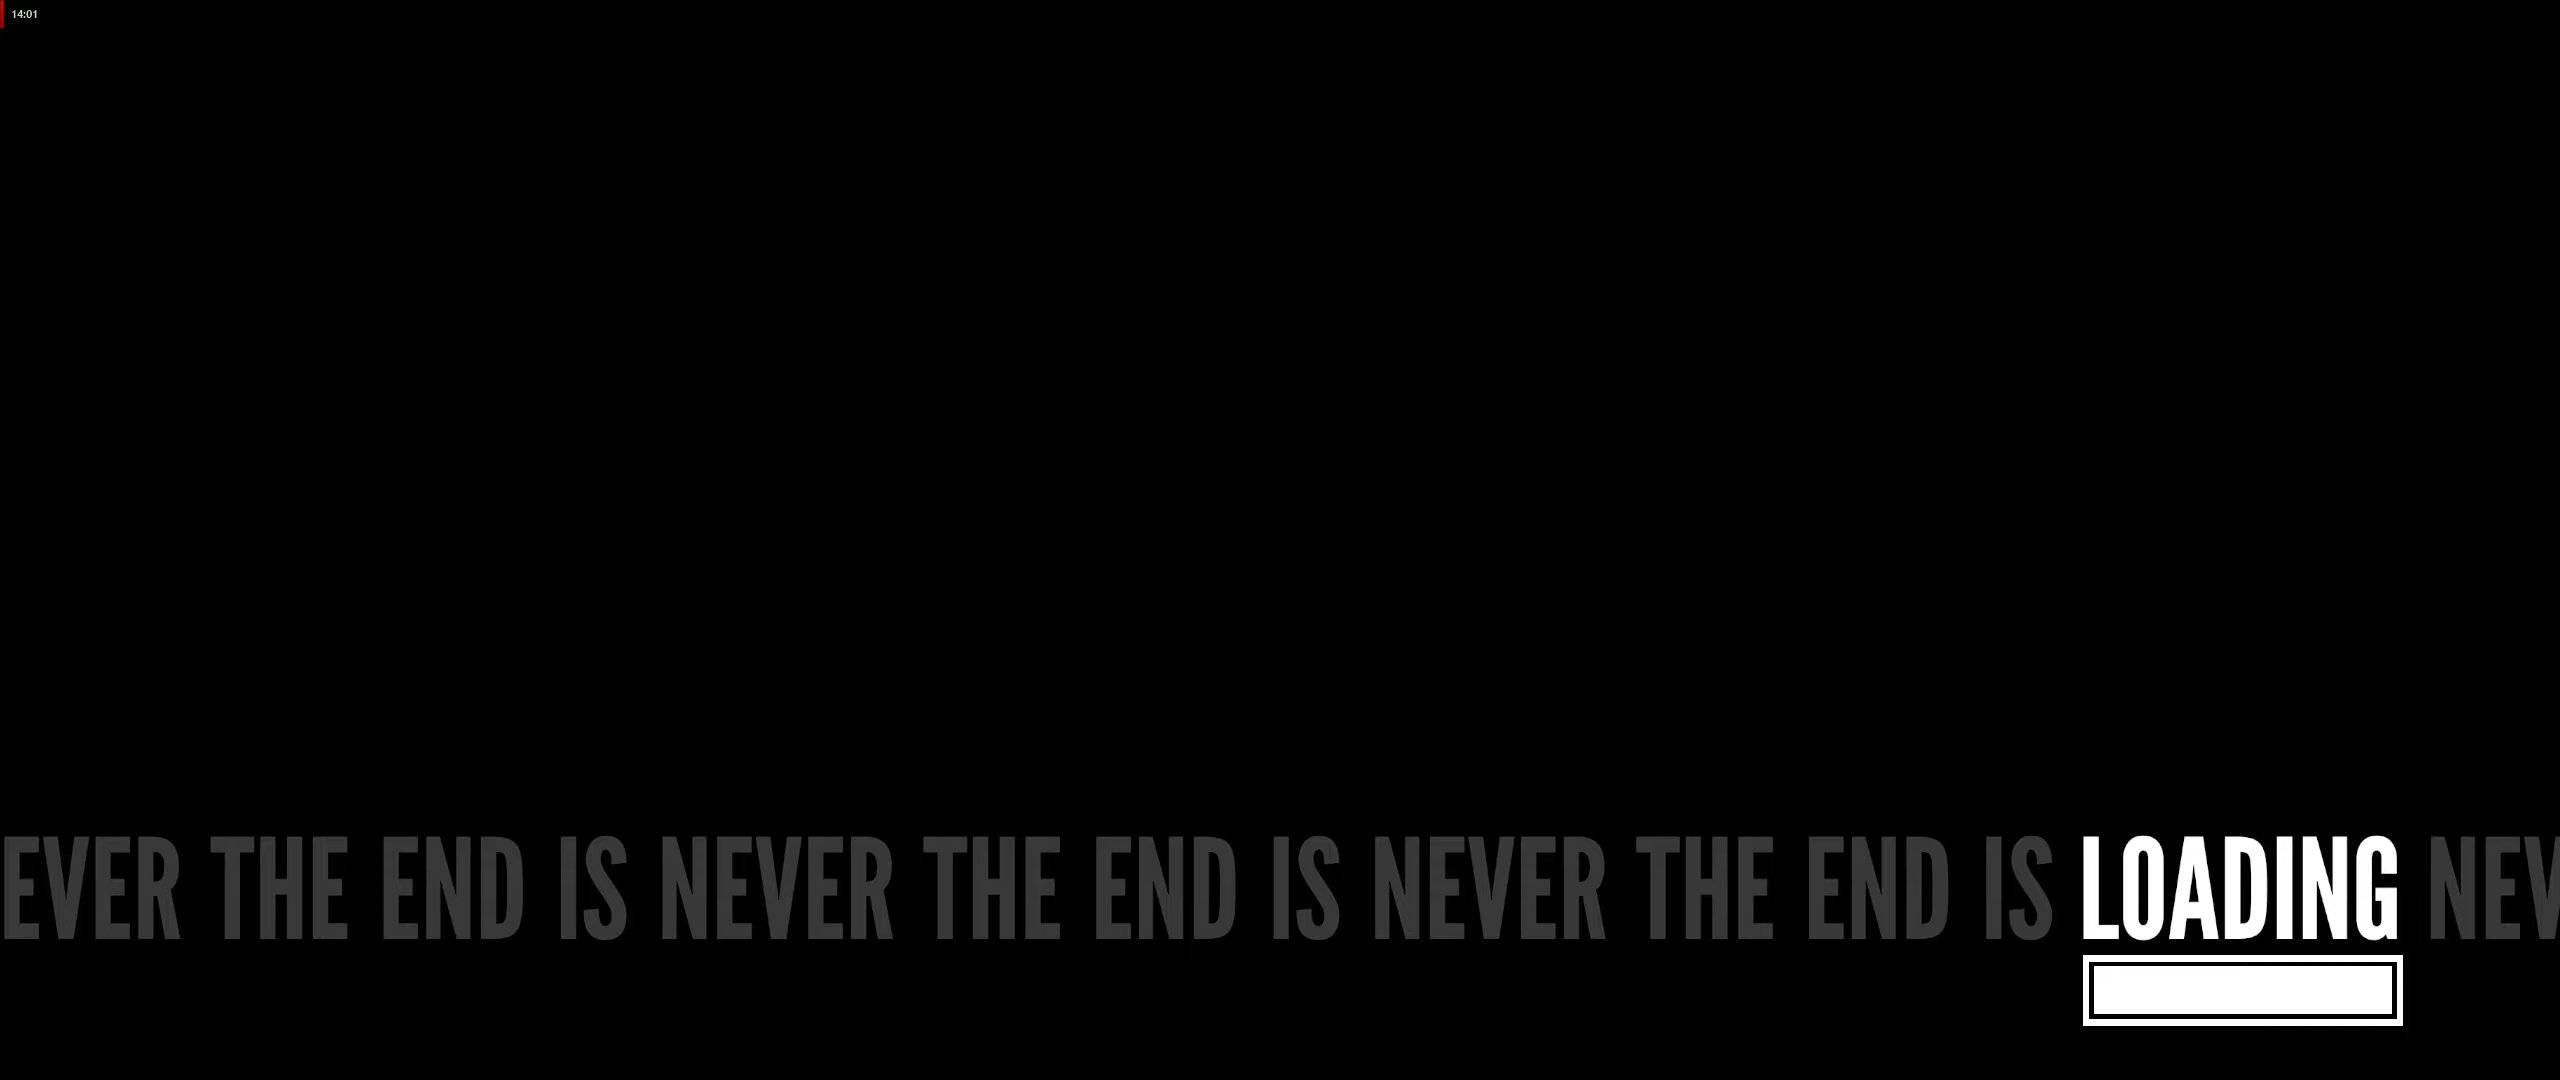 14:01
EVER THE END IS NEVER THE END IS NEVER THE END IS LOADING NEV